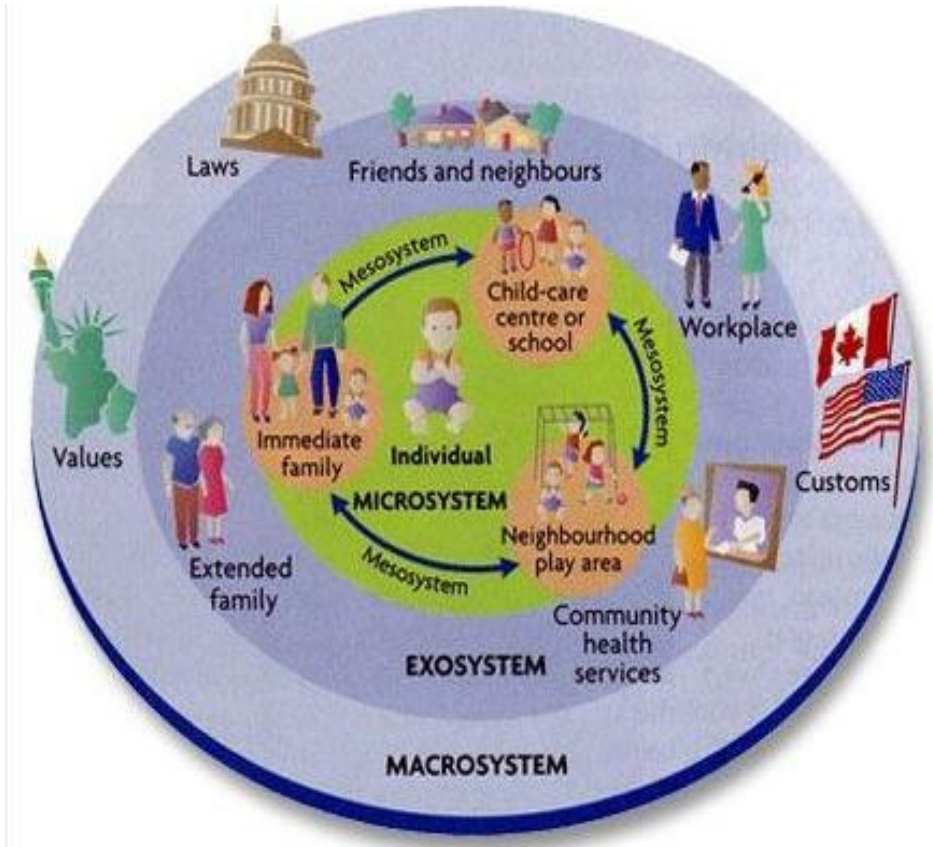 Laws
Friends and neighbours
Mesosystem
Child-care
centre or
school
Workplace
Mesosystem
Values
Immediate
family
Individual
Customs
MICROSYSTEM
Neighbourhood
play area
Mesosystem
Extended
family
Community
health
services
EXOSYSTEM
MACROSYSTEM